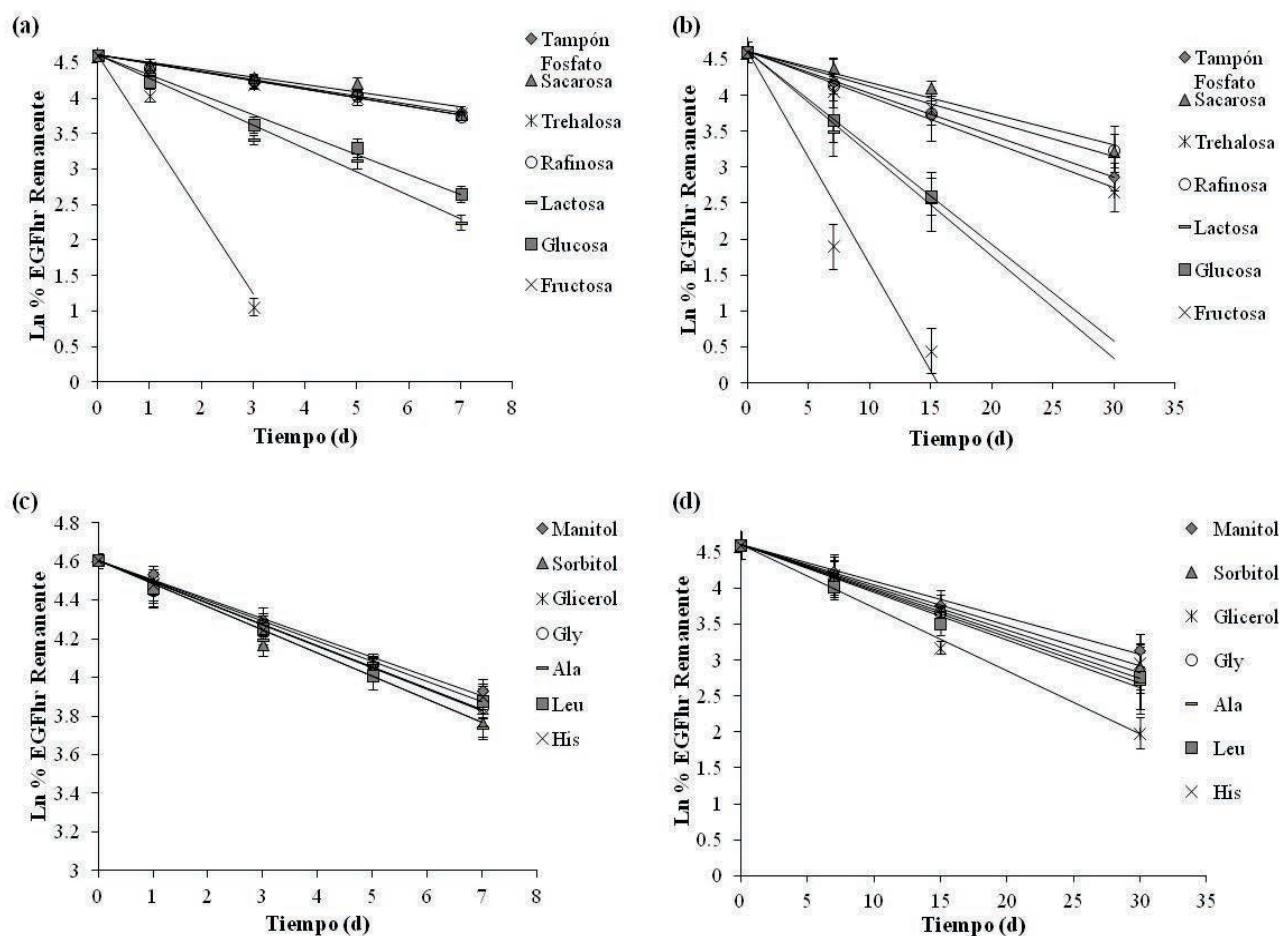 (a)
Ln % EGFhr Remanente
4.5
4
3.5
3
2.5
2
1.5
1
0.5
0
0 1 2 3 4 5 6 7 8
Tiempo (d)
Tampón
Fosfato
Sacarosa
Trehalosa
Rafinosa
Lactosa
Glucosa
Fructosa
(b)
Ln % EGFhr Remanente
4.5
4
3.5
3
2.5
2
1.5
1
0.5
0
0 5 10 15 20 25 30 35
Tiempo (d)
Tampón
Fosfato
Sacarosa
Trehalosa
Rafinosa
Lactosa
Glucosa
Fructosa
(c)
Ln % EGFhr Remanente
4.8
4.6
4.4
4.2
4
3.8
3.6
3.4
3.2
3
0 1 2 3 4 5 6 7 8
Tiempo (d)
Manitol
Sorbitol
Glicerol
Gly
Ala
Leu
His
(d)
Ln % EGFhr Remanente
4.5
4
3.5
3
2.5
2
1.5
1
0.5
0
0 5 10 15 20 25 30 35
Tiempo (d)
Manitol
Sorbitol
Glicerol
Gly
Ala
Leu
His